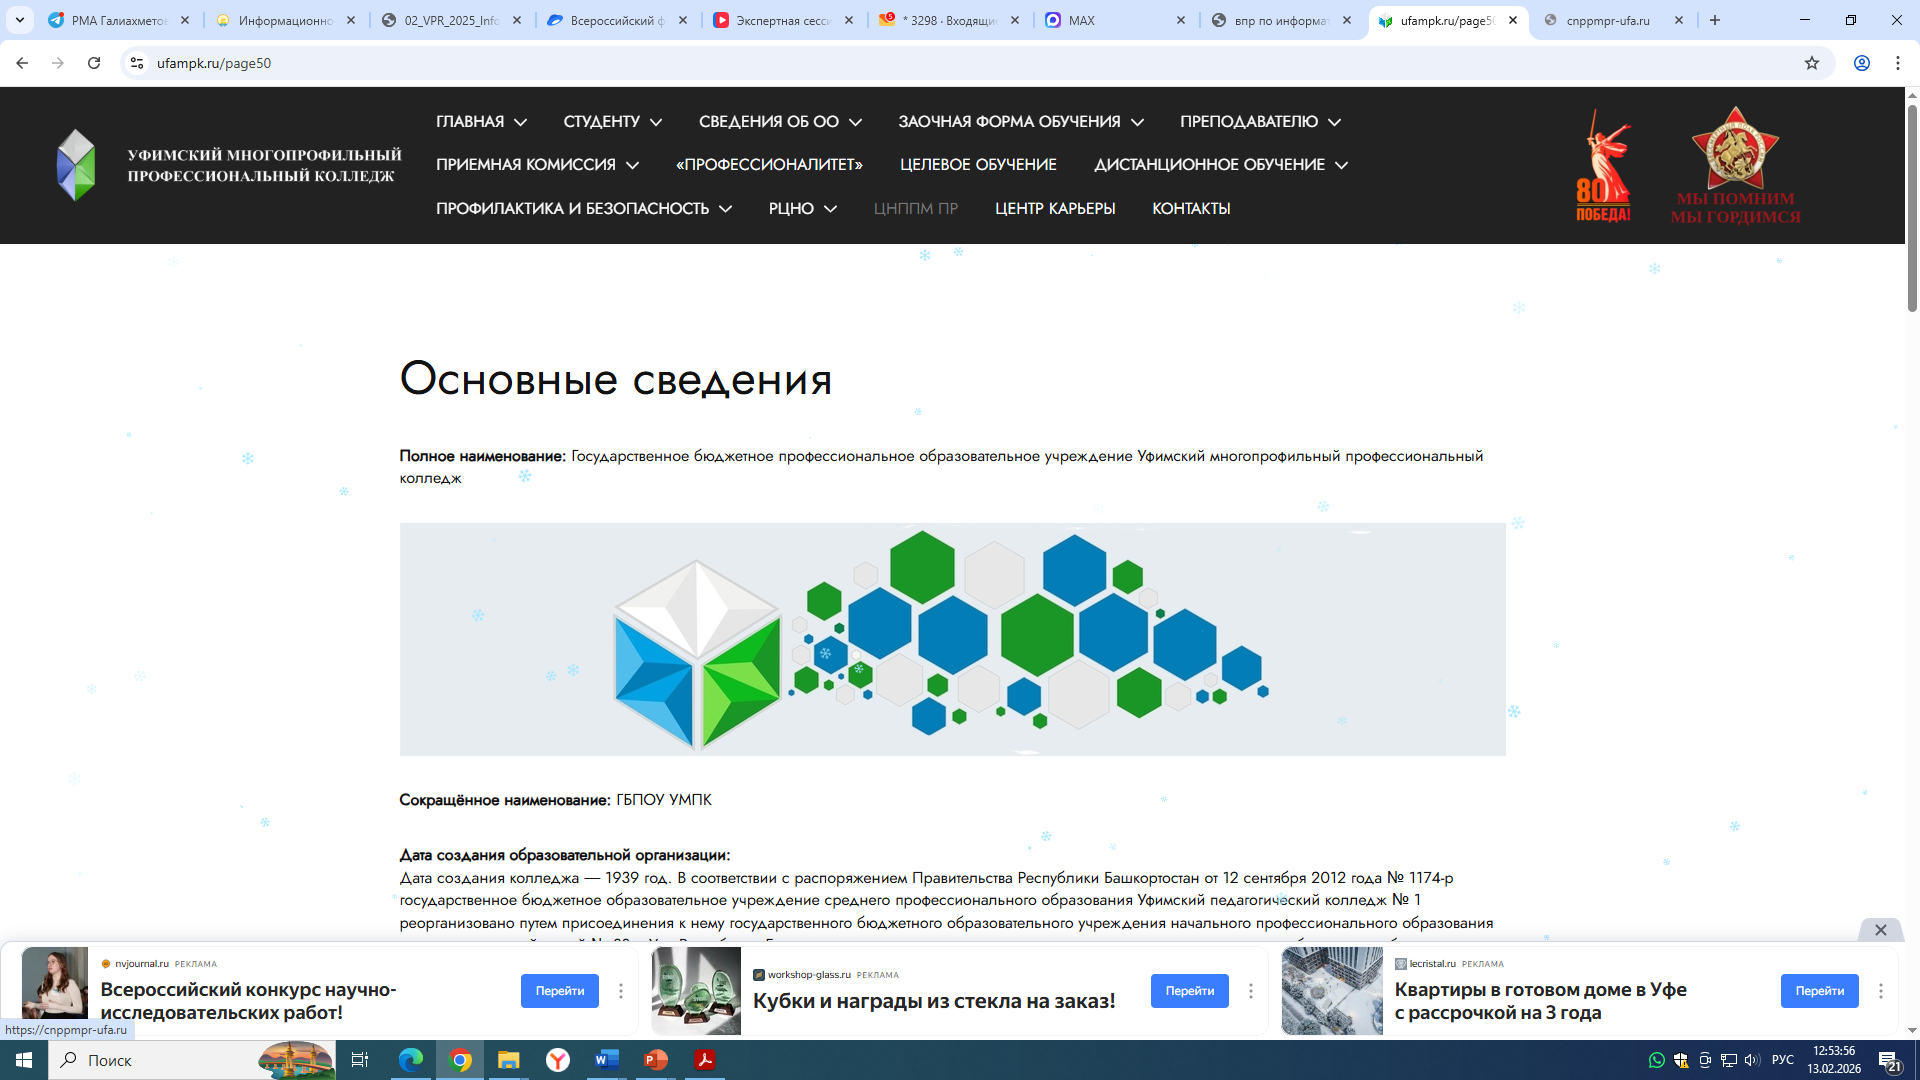 РМА Галиахмето
Информационно
02_VPR_2025_Info
Всероссийский ф
Экспертная сесси
* 3298 · Входящи
MAX
впр по информат
ufampk.ru/page50
cnppmpr-ufa.ru
ufampk.ru/page50
УФИМСКИЙ МНОГОПРОФИЛЬНЫЙ
ПРОФЕССИОНАЛЬНЫЙ КОЛЛЕДЖ
ГЛАВНАЯ СТУДЕНТУ СВЕДЕНИЯ ОБ ОО ЗАОЧНАЯ ФОРМА ОБУЧЕНИЯ ПРЕПОДАВАТЕЛЮ
ПРИЕМНАЯ КОМИССИЯ «ПРОФЕССИОНАЛИТЕТ» ЦЕЛЕВОЕ ОБУЧЕНИЕ ДИСТАНЦИОННОЕ ОБУЧЕНИЕ
ПРОФИЛАКТИКА И БЕЗОПАСНОСТЬ РЦНО ЦНППМ ПР ЦЕНТР КАРЬЕРЫ КОНТАКТЫ
80
ПОБЕДА!
МЫ ПОМНИМ
МЫ ГОРДИМСЯ
Основные сведения
Полное наименование: Государственное бюджетное профессиональное образовательное учреждение Уфимский многопрофильный профессиональный
колледж
Сокращённое наименование: ГБПОУ УМПК
Дата создания образовательной организации:
Дата создания колледжа — 1939 год. В соответствии с распоряжением Правительства Республики Башкортостан от 12 сентября 2012 года № 1174-р
государственное бюджетное образовательное учреждение среднего профессионального образования Уфимский педагогический колледж № 1
реорганизовано путем присоединения к нему государственного бюджетного образовательного учреждения начального профессионального образования
nvjournal.ru РЕКЛАМА
Всероссийский конкурс научно-
исследовательских работ!
Перейти
workshop-glass.ru РЕКЛАМА
Кубки и награды из стекла на заказ!
Перейти
lecristal.ru РЕКЛАМА
Квартиры в готовом доме в Уфе
с рассрочкой на 3 года
Перейти
https://cnppmpr-ufa.ru
Поиск
РУС
12:53:56
13.02.2026
21